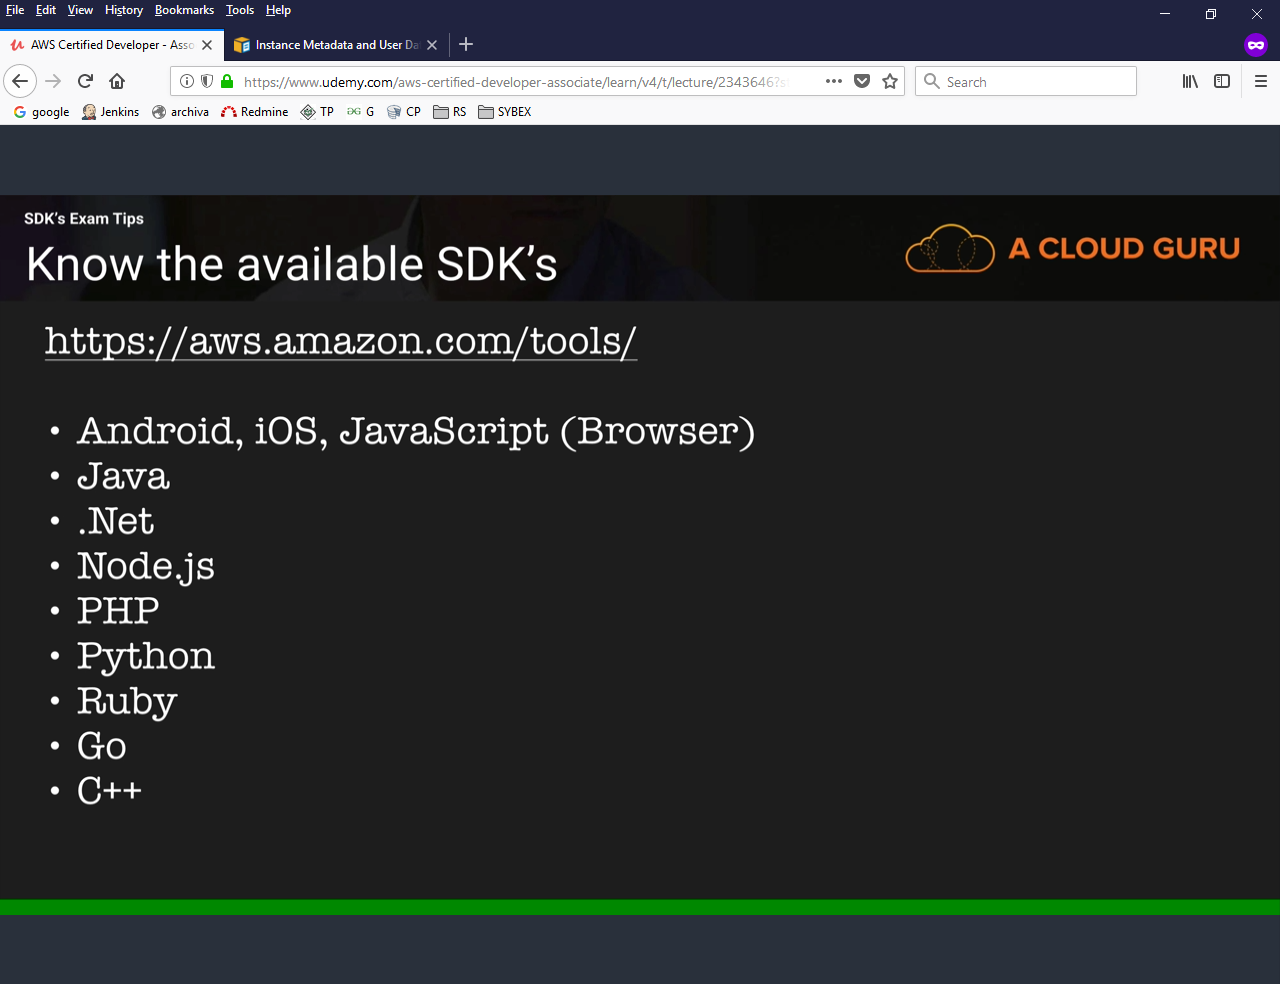 File Edit View History Bookmarks Tools Help
AWS Certified Developer - Asso
Instance Metadata and User Da
https://www.udemy.com/aws-certified-developer-associate/learn/v4/t/lecture/2343646?s
Search
google Jenkins archiva Redmine TP G CP RS SYBEX
SDK's Exam Tips
Know the available SDK's
A CLOUD GURU
https://aws.amazon.com/tools/
• Android, iOS, JavaScript (Browser)
• Java
• .Net
• Node.js
• PHP
• Python
• Ruby
• Go
• C++